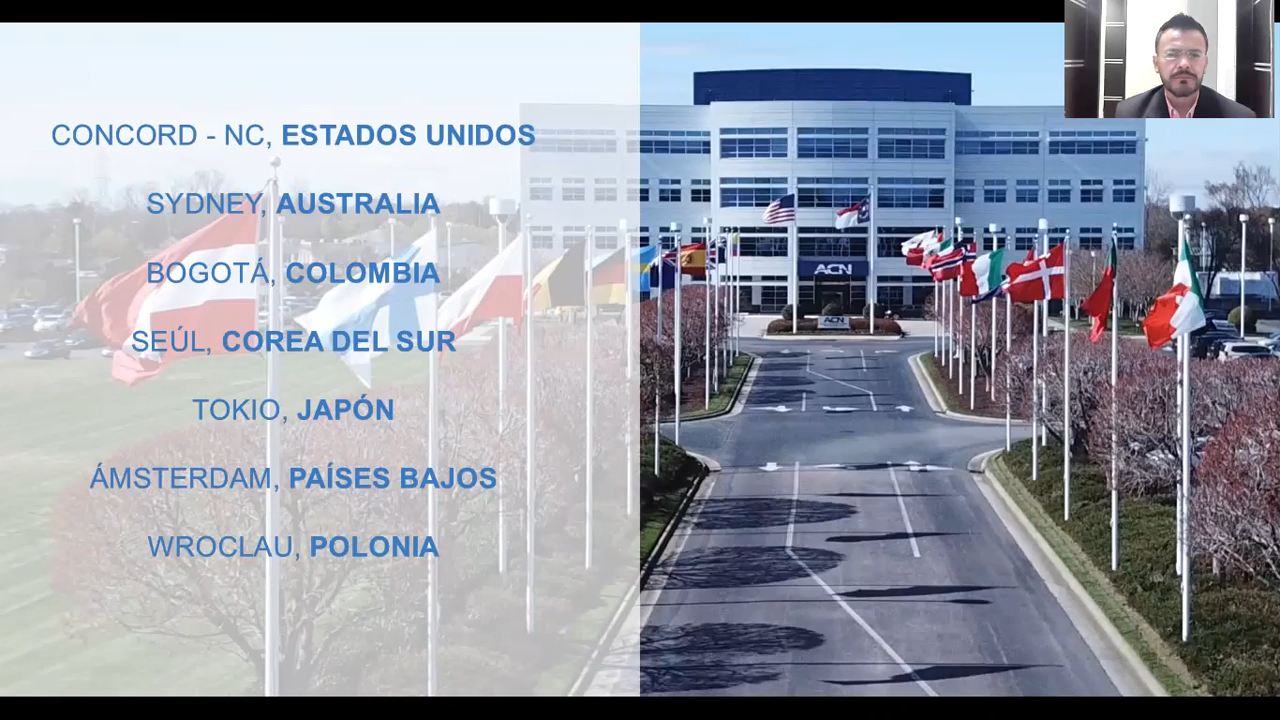 CONCORD - NC, ESTADOS UNIDOS
SYDNEY, AUSTRALIA
BOGOTÁ, COLOMBIA
SEÚL, COREA DEL SUR
TOKIO, JAPÓN
ÁMSTERDAM, PAÍSES BAJOS
WROCLAU, POLONIA
ACN
ACN